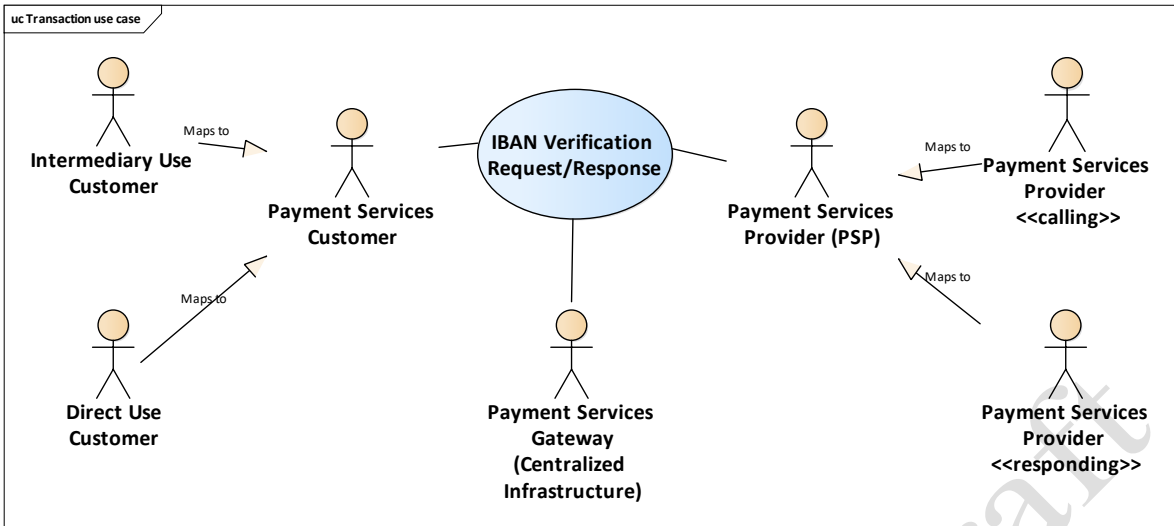 uc Transaction use case
Intermediary Use
Customer
Maps to
Payment Services
Customer
Maps to
Direct Use
Customer
IBAN Verification
Request/Response
Payment Services
Gateway
(Centralized
Infrastructure)
Payment Services
Provider (PSP)
Maps to
Payment Services
Provider
<<calling>>
Maps to
Payment Services
Provider
<<responding>>